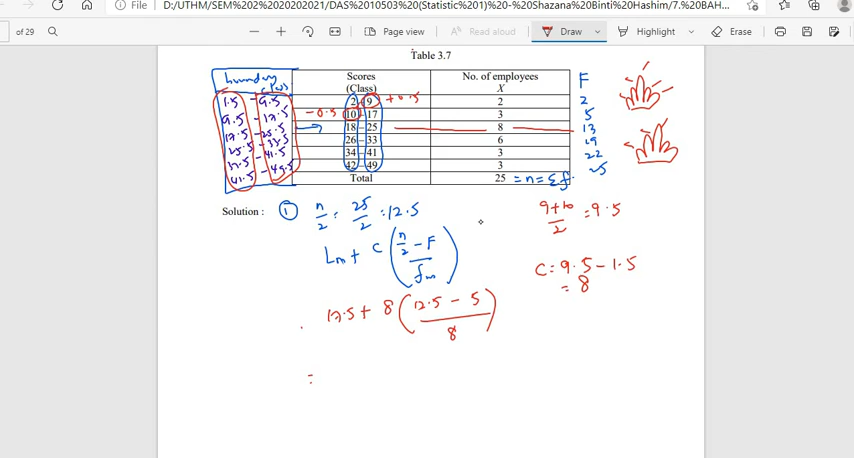 File D:/UTHM/SEM%202%2020202021/DAS%2010503%20(Statistic%201)%20-%20Shazana%20Binti%20Hashim/7.%20BAH...
of 29
Page view
Read aloud
Draw
Highlight
Erase
Table 3.7
boundary class
Scores (Class) No. of employees X F
1.5 - 9.5 2 - 9 +0.5 2 2
9.5 - 17.5 -0.5 10 - 17 3 5
17.5 - 25.5 18 - 25 8 13
25.5 - 33.5 26 - 33 6 19
33.5 - 41.5 34 - 41 3 22
41.5 - 49.5 42 - 49 3 25
Total 25 = n = Σf
Solution : ① n/2 = 25/2 = 12.5
9+10/2 = 9.5
Lm + C (n/2 - F / fm)
C = 9.5 - 1.5
= 8
17.5 + 8 (12.5 - 5 / 8)
=